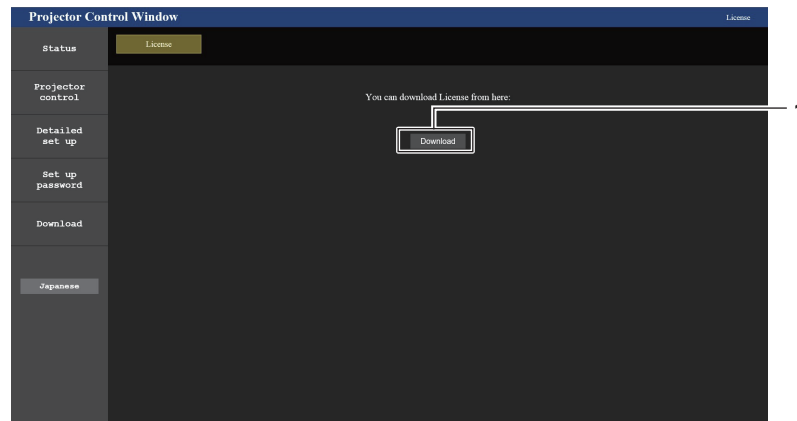 Projector Control Window
License
Status
License
Projector
control
You can download License from here:
Detailed
set up
Download
Set up
password
Download
Japanese